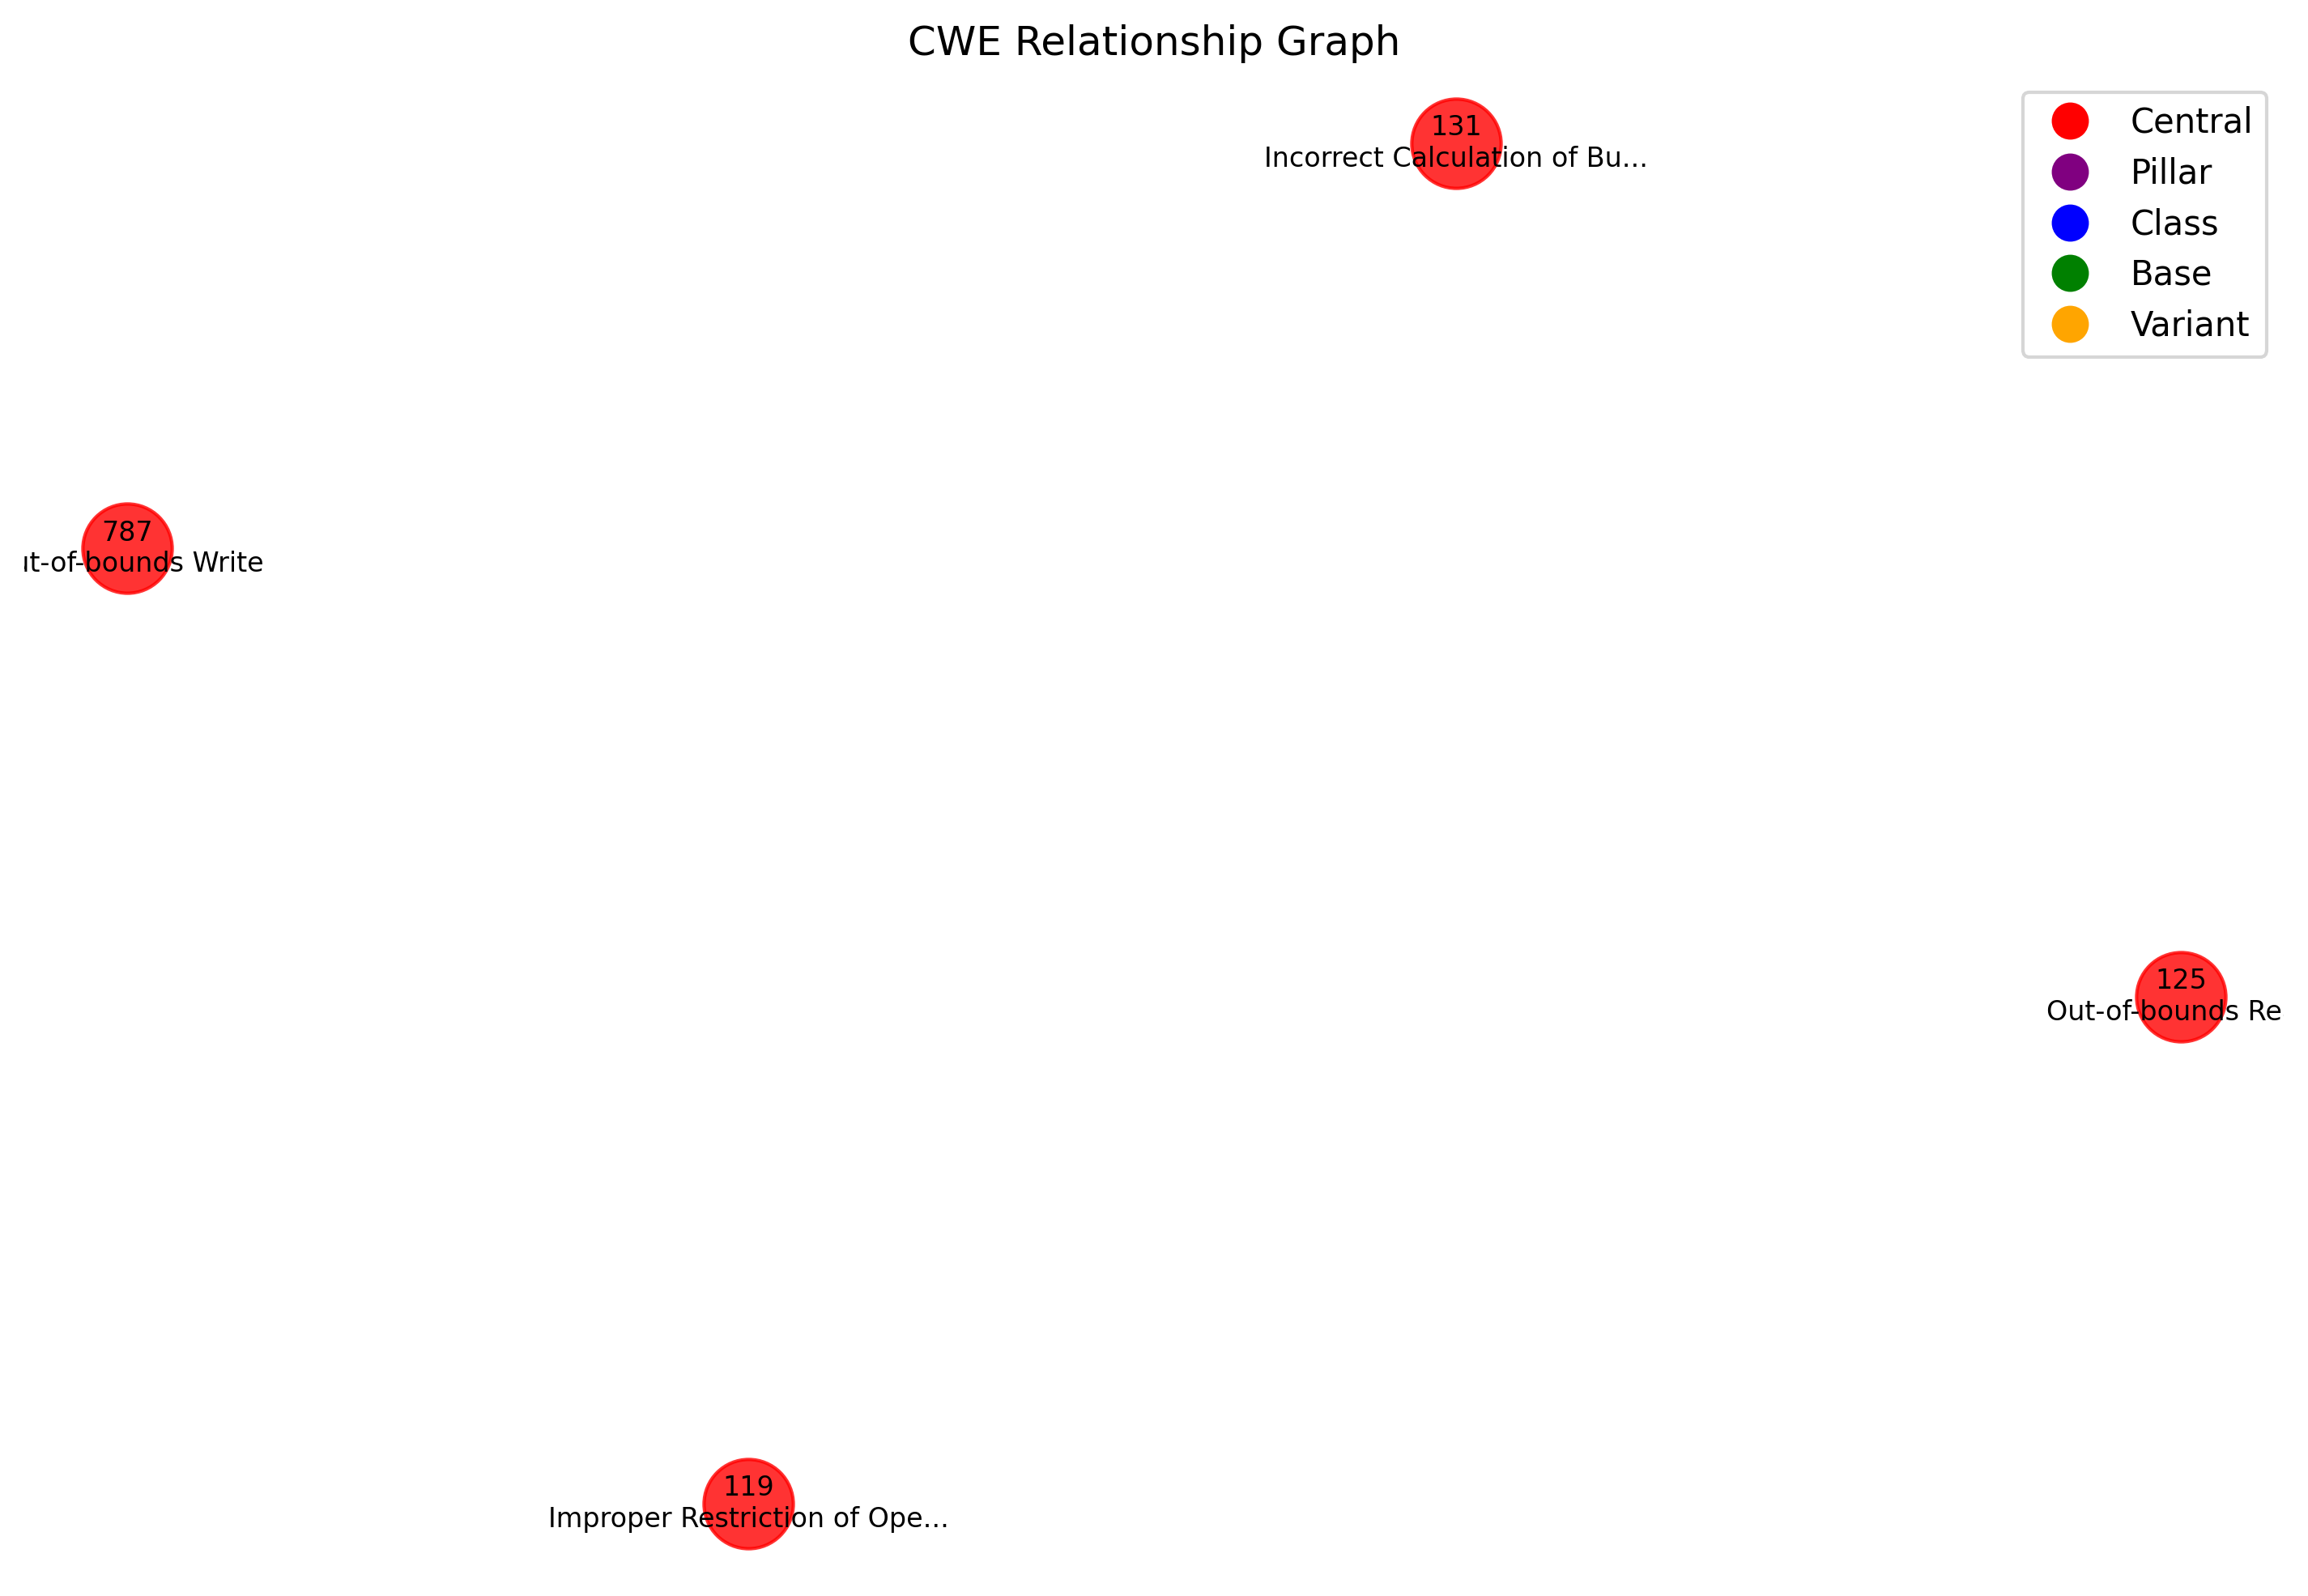 CWE Relationship Graph
131
Incorrect Calculation of Bu...
Central
Pillar
Class
Base
Variant
787
ut-of-bounds Write
125
Out-of-bounds Re
119
Improper Restriction of Ope...